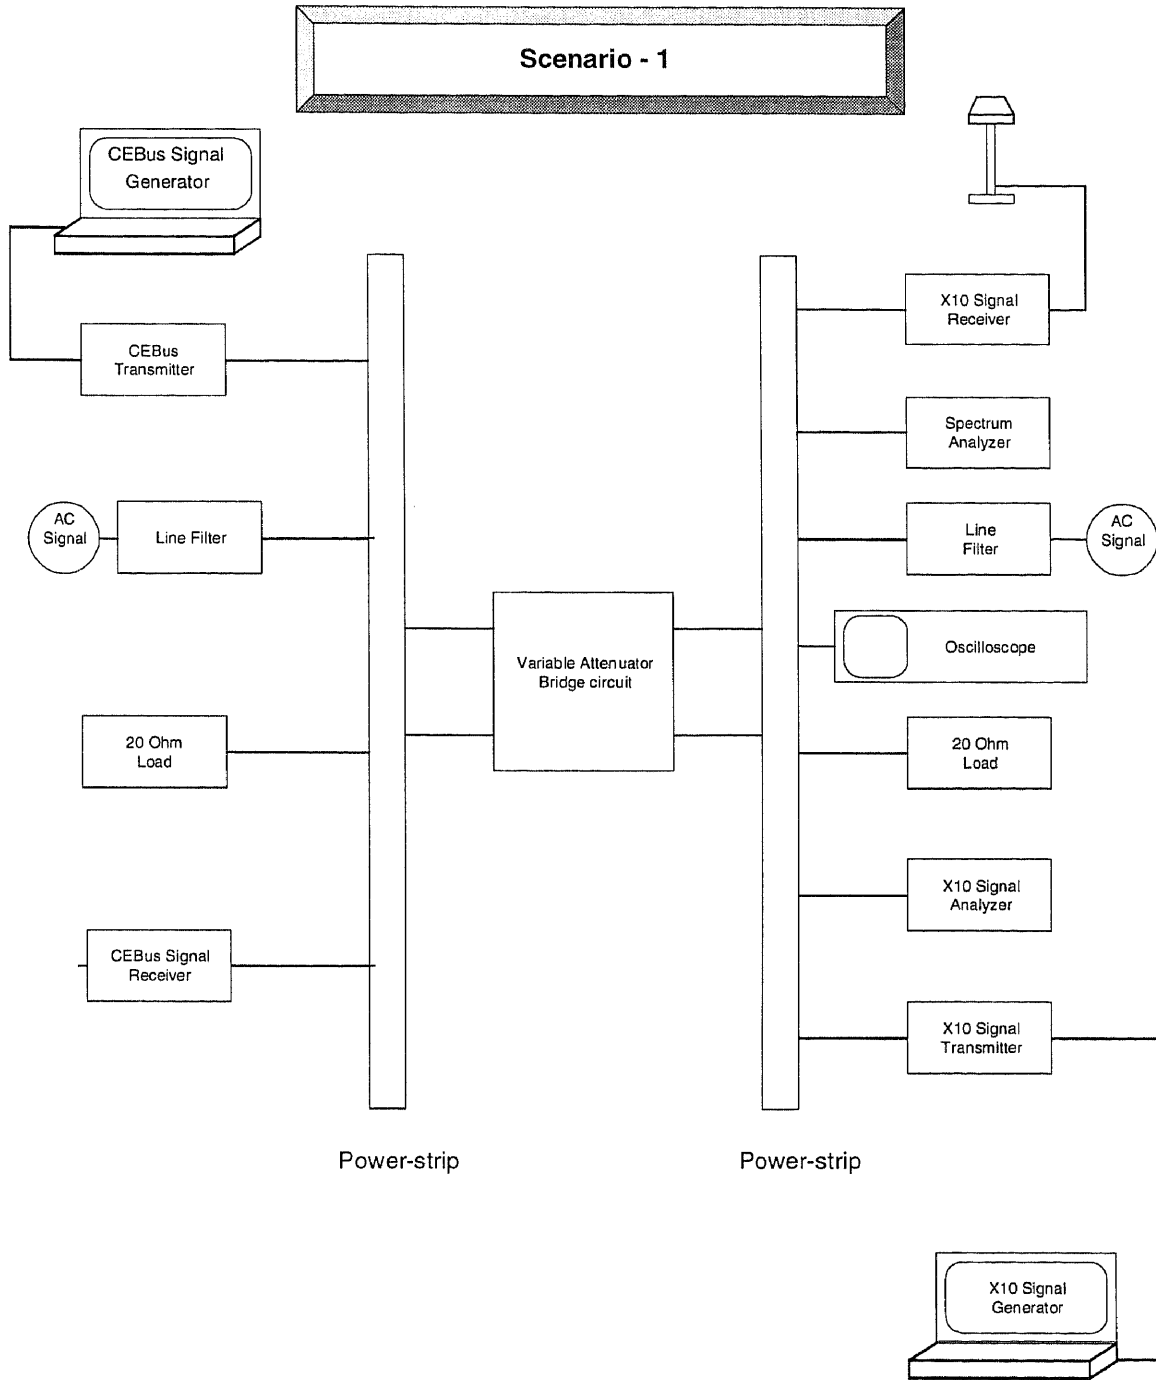 Scenario - 1
CEBus Signal
Generator
CEBus
Transmitter
AC
Signal
Line Filter
20 Ohm
Load
CEBus Signal
Receiver
Power-strip
Variable Attenuator
Bridge circuit
X10 Signal
Receiver
Spectrum
Analyzer
Line
Filter
AC
Signal
Oscilloscope
20 Ohm
Load
X10 Signal
Analyzer
X10 Signal
Transmitter
Power-strip
X10 Signal
Generator